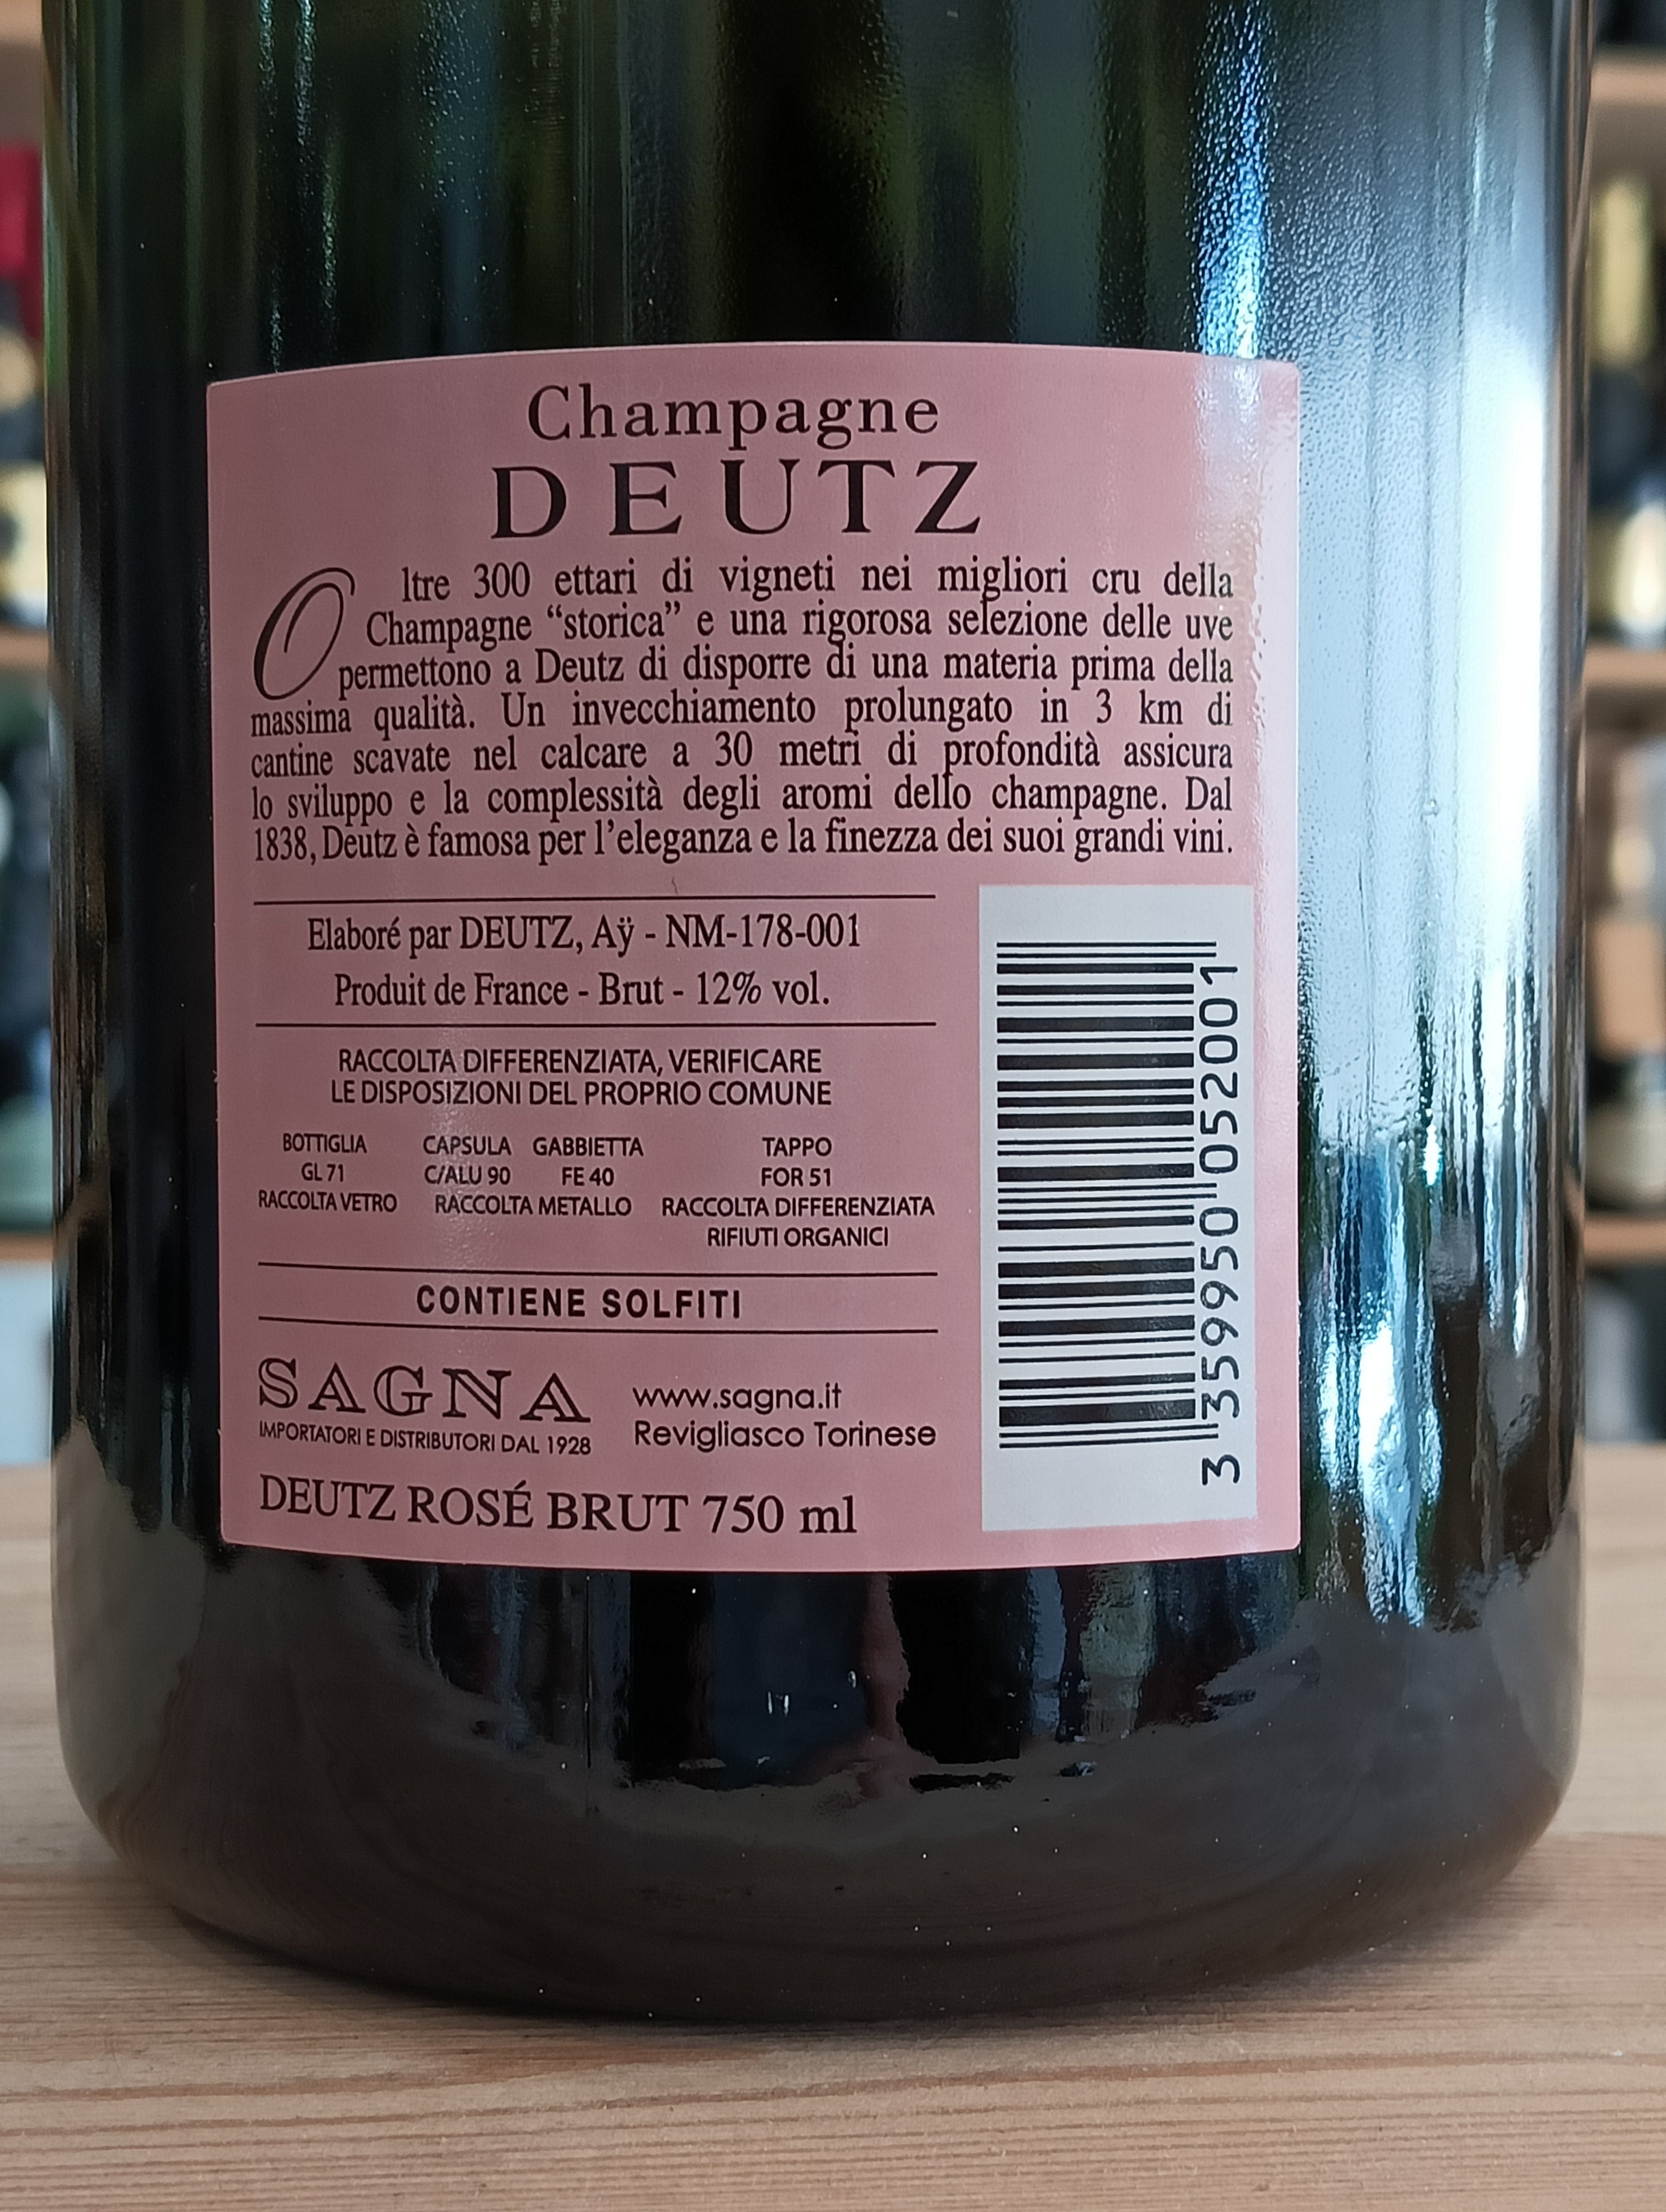 Champagne
DEUTZ
Oltre 300 ettari di vigneti nei migliori cru della
Champagne “storica” e una rigorosa selezione delle uve
permettono a Deutz di disporre di una materia prima della
massima qualità. Un invecchiamento prolungato in 3 km di
cantine scavate nel calcare a 30 metri di profondità assicura
lo sviluppo e la complessità degli aromi dello champagne. Dal
1838, Deutz è famosa per l’eleganza e la finezza dei suoi grandi vini.
Elaboré par DEUTZ, Aÿ - NM-178-001
Produit de France - Brut - 12% vol.
RACCOLTA DIFFERENZIATA, VERIFICARE
LE DISPOSIZIONI DEL PROPRIO COMUNE
BOTTIGLIA CAPSULA GABBIETTA TAPPO
GL 71 C/ALU 90 FE 40 FOR 51
RACCOLTA VETRO RACCOLTA METALLO RACCOLTA DIFFERENZIATA
RIFIUTI ORGANICI
CONTIENE SOLFITI
SAGNA www.sagna.it
IMPORTATORI E DISTRIBUTORI DAL 1928 Revigliasco Torinese
DEUTZ ROSÉ BRUT 750 ml
3 359950 052001